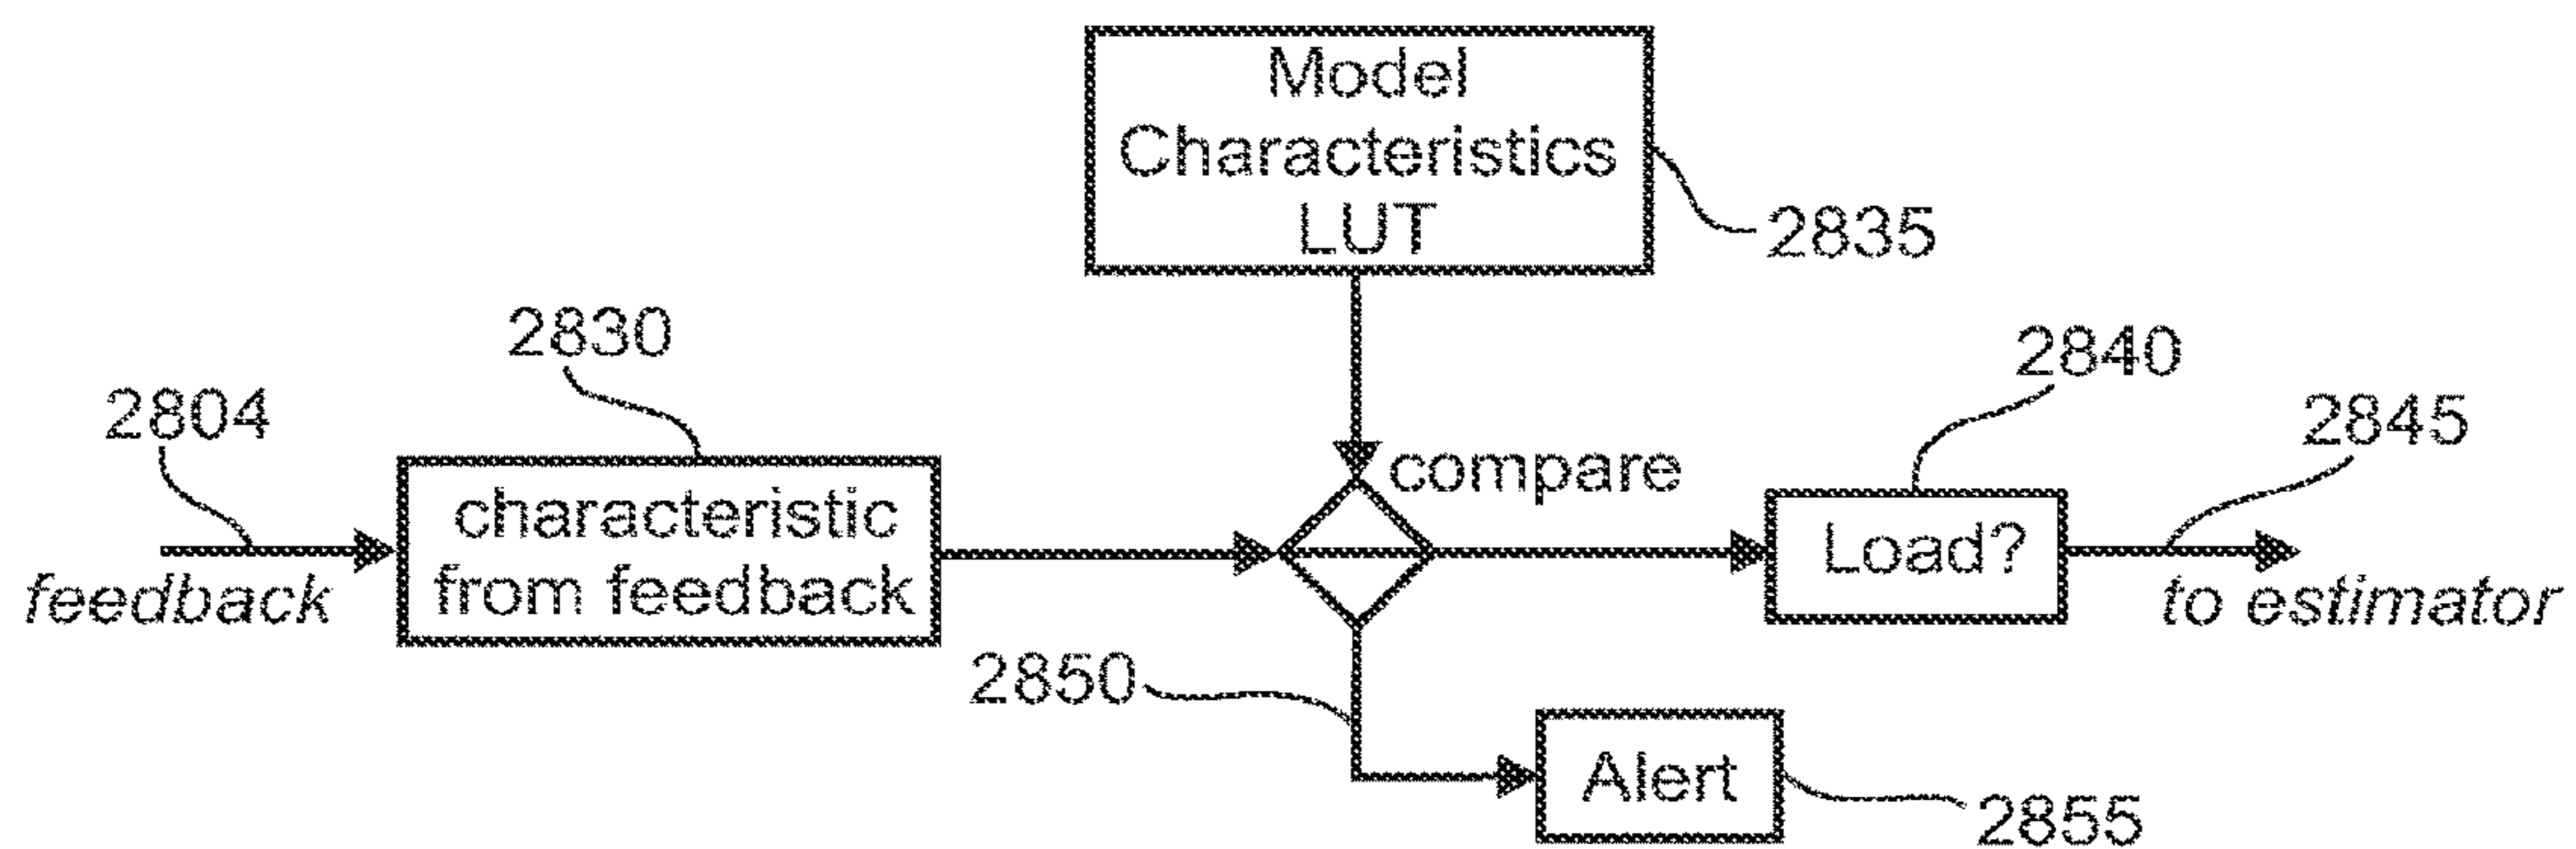 Model
Characteristics
LUT
2835
2830
2840
2804
2845
compare
characteristic
from feedback
Load?
feedback
to estimator
2850
Alert
2855